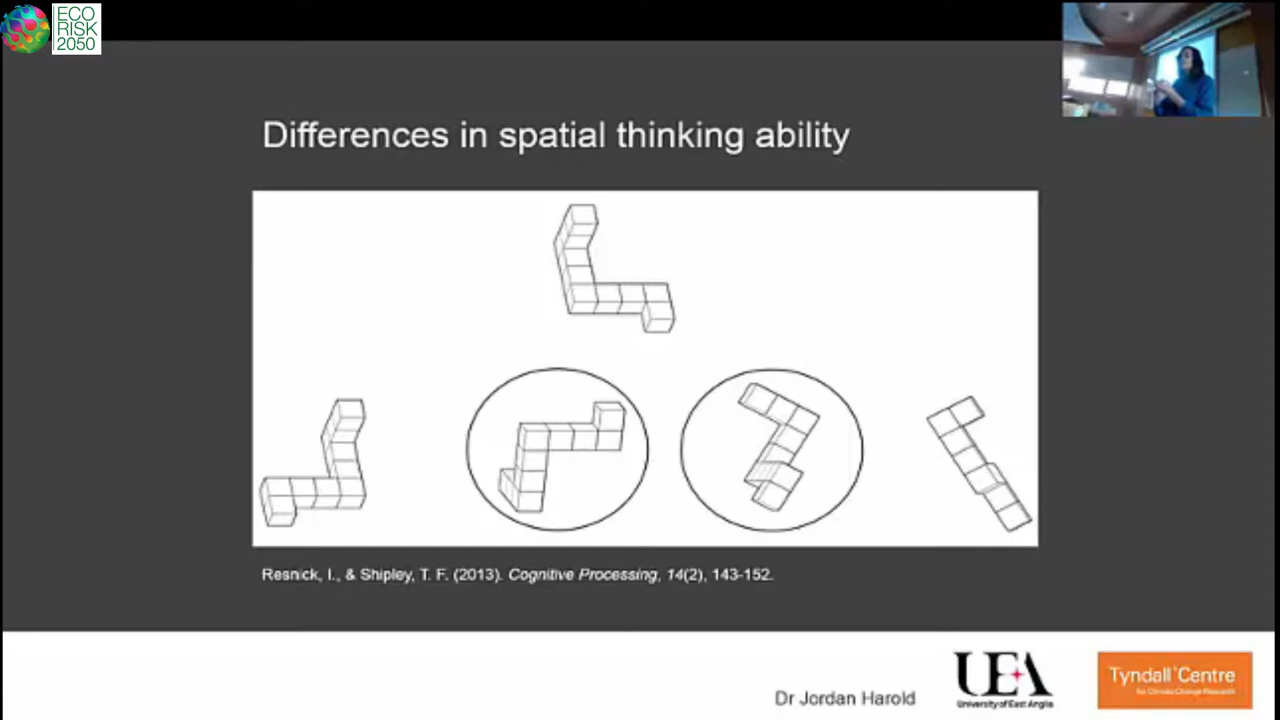 ECO
RISK
2050
Differences in spatial thinking ability
Resnick, I., & Shipley, T. F. (2013). Cognitive Processing, 14(2), 143-152.
Dr Jordan Harold
UEA
University of East Anglia
Tyndall°Centre
for Climate Change Research